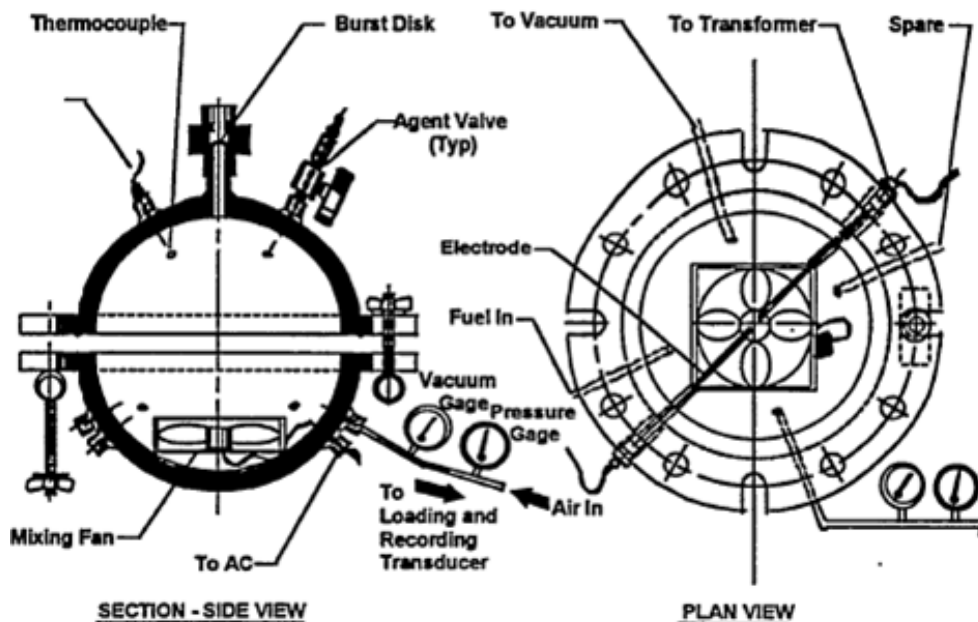 Thermocouple
Burst Disk
To Vacuum
To Transformer
Spare
Agent Valve
(Typ)
Electrode
Fuel In
Vacuum
Gage
Pressure
Gage
Air In
To
Loading and
Recording
Transducer
Mixing Fan
To AC
SECTION - SIDE VIEW
PLAN VIEW